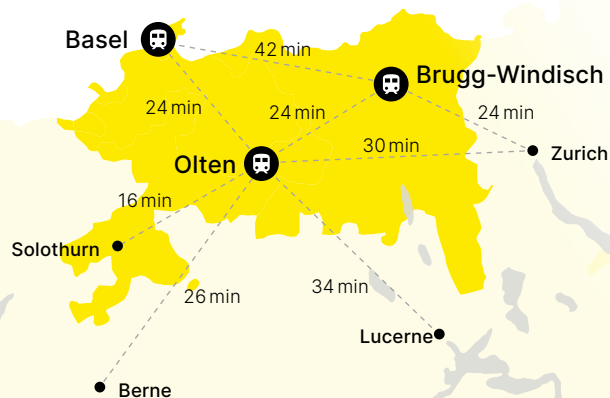 Basel
42 min
Brugg-Windisch
24 min
24 min
24 min
30 min
Zurich
Olten
16 min
Solothurn
26 min
34 min
Lucerne
Berne